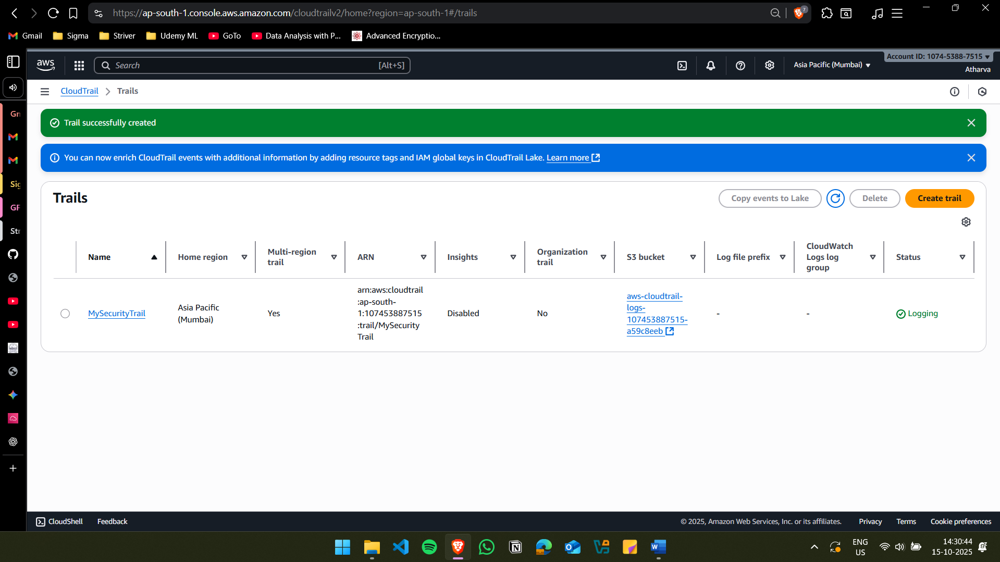 https://ap-south-1.console.aws.amazon.com/cloudtrailv2/home?region=ap-south-1#/trails
7
Gmail
Sigma
Striver
Udemy ML
GoTo
Data Analysis with P...
Advanced Encryptio...
aws
Search
[Alt+S]
Asia Pacific (Mumbai)
Account ID: 1074-5388-7515
Atharva
CloudTrail
Trails
Gm
Sig
GF
Str
Trail successfully created
You can now enrich CloudTrail events with additional information by adding resource tags and IAM global keys in CloudTrail Lake. Learn more
Trails
Copy events to Lake
Delete
Create trail
Name
Home region
Multi-region
trail
ARN
Insights
Organization
trail
S3 bucket
Log file prefix
CloudWatch
Logs log
group
Status
MySecurityTrail
Asia Pacific
(Mumbai)
Yes
arn:aws:cloudtrail
:ap-south-
1:107453887515
:trail/MySecurity
Trail
Disabled
No
aws-cloudtrail-
logs-
107453887515-
a59c8eeb
-
-
Logging
CloudShell
Feedback
© 2025, Amazon Web Services, Inc. or its affiliates.
Privacy
Terms
Cookie preferences
ENG
US
14:30:44
15-10-2025